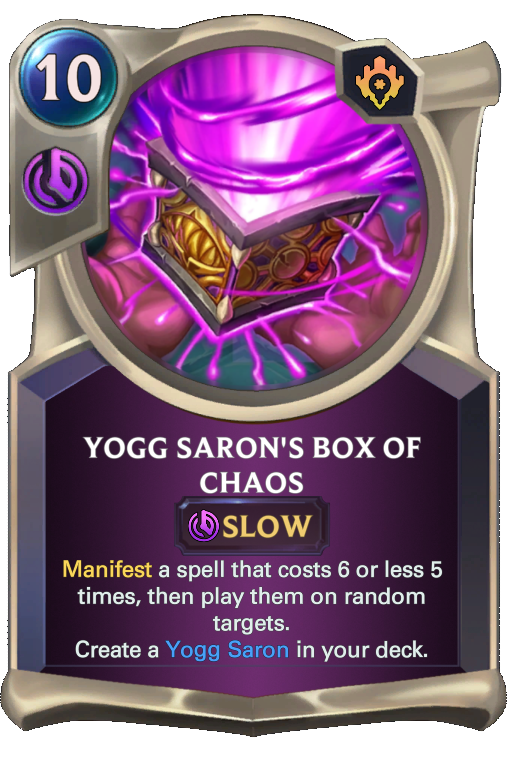 10
YOGG SARON'S BOX OF
CHAOS
SLOW
Manifest a spell that costs 6 or less 5
times, then play them on random
targets.
Create a Yogg Saron in your deck.